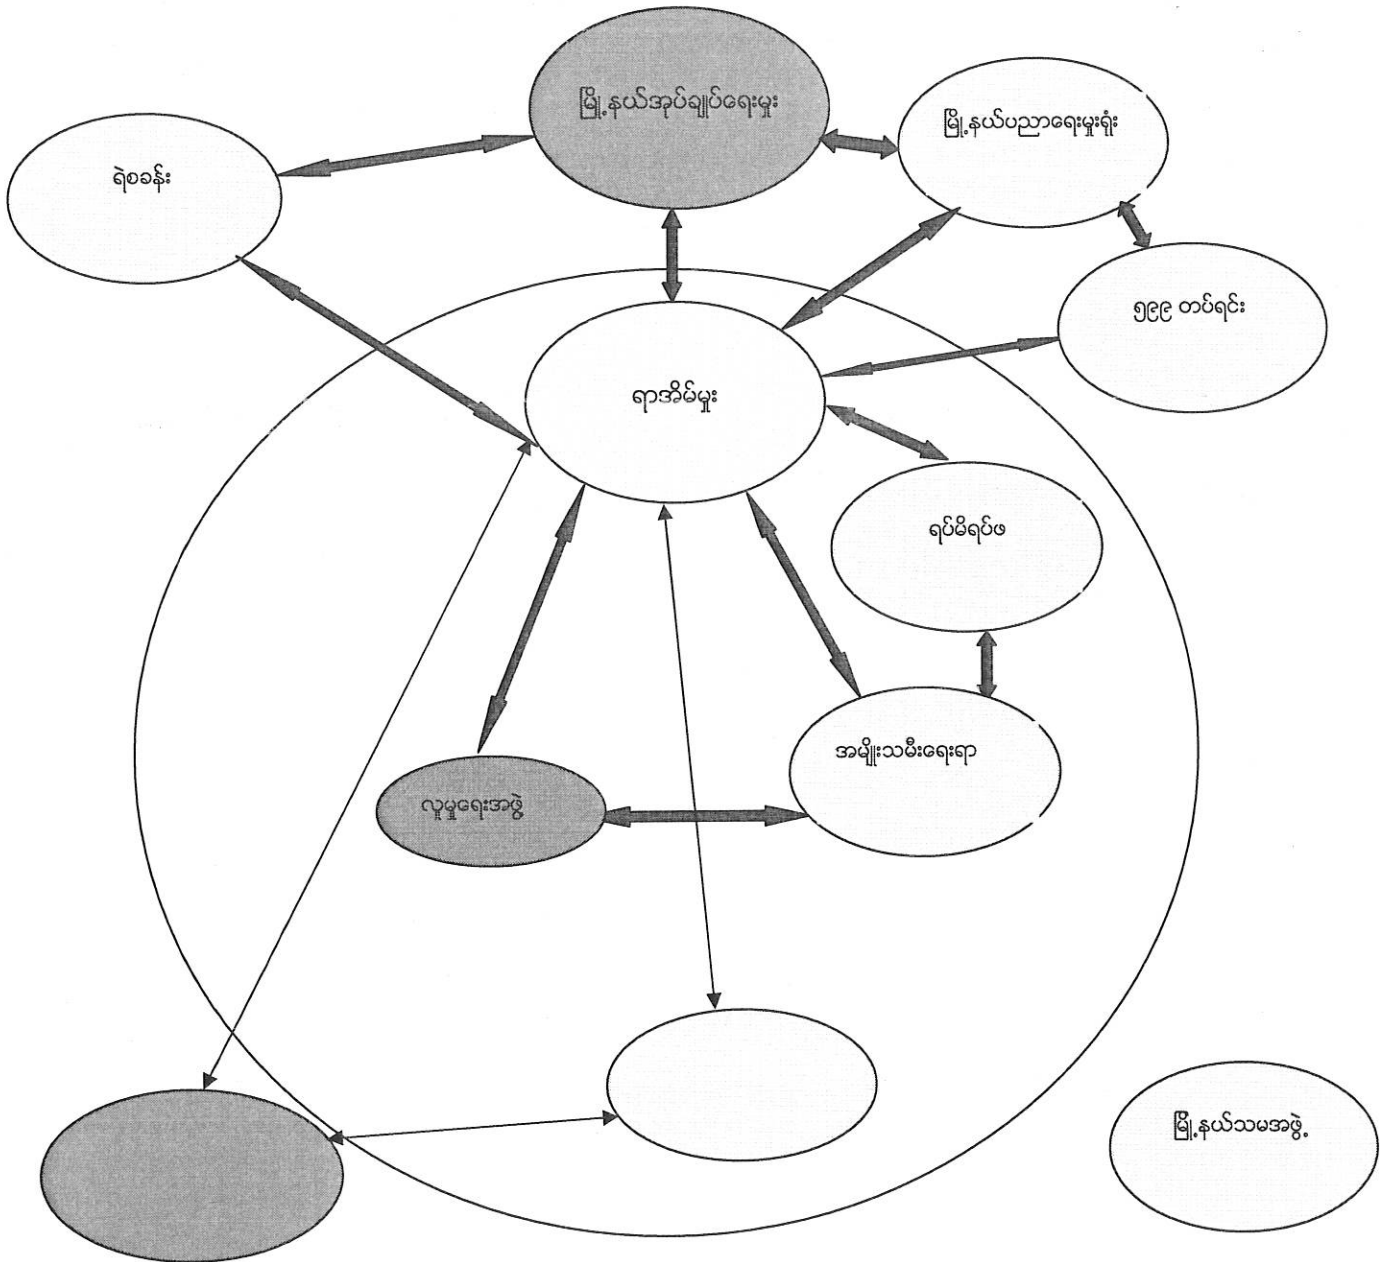 မြို့နယ်အုပ်ချုပ်ရေးမှုး
မြို့နယ်ပညာရေးမှုးရုံး
ရဲစခန်း
၅၉၉ တပ်ရင်း
ရာအိမ်မှုး
ရပ်မိရပ်ဖ
အမျိုးသမီးရေးရာ
လူမှုရေးအဖွဲ့
မြို့နယ်သမအဖွဲ့